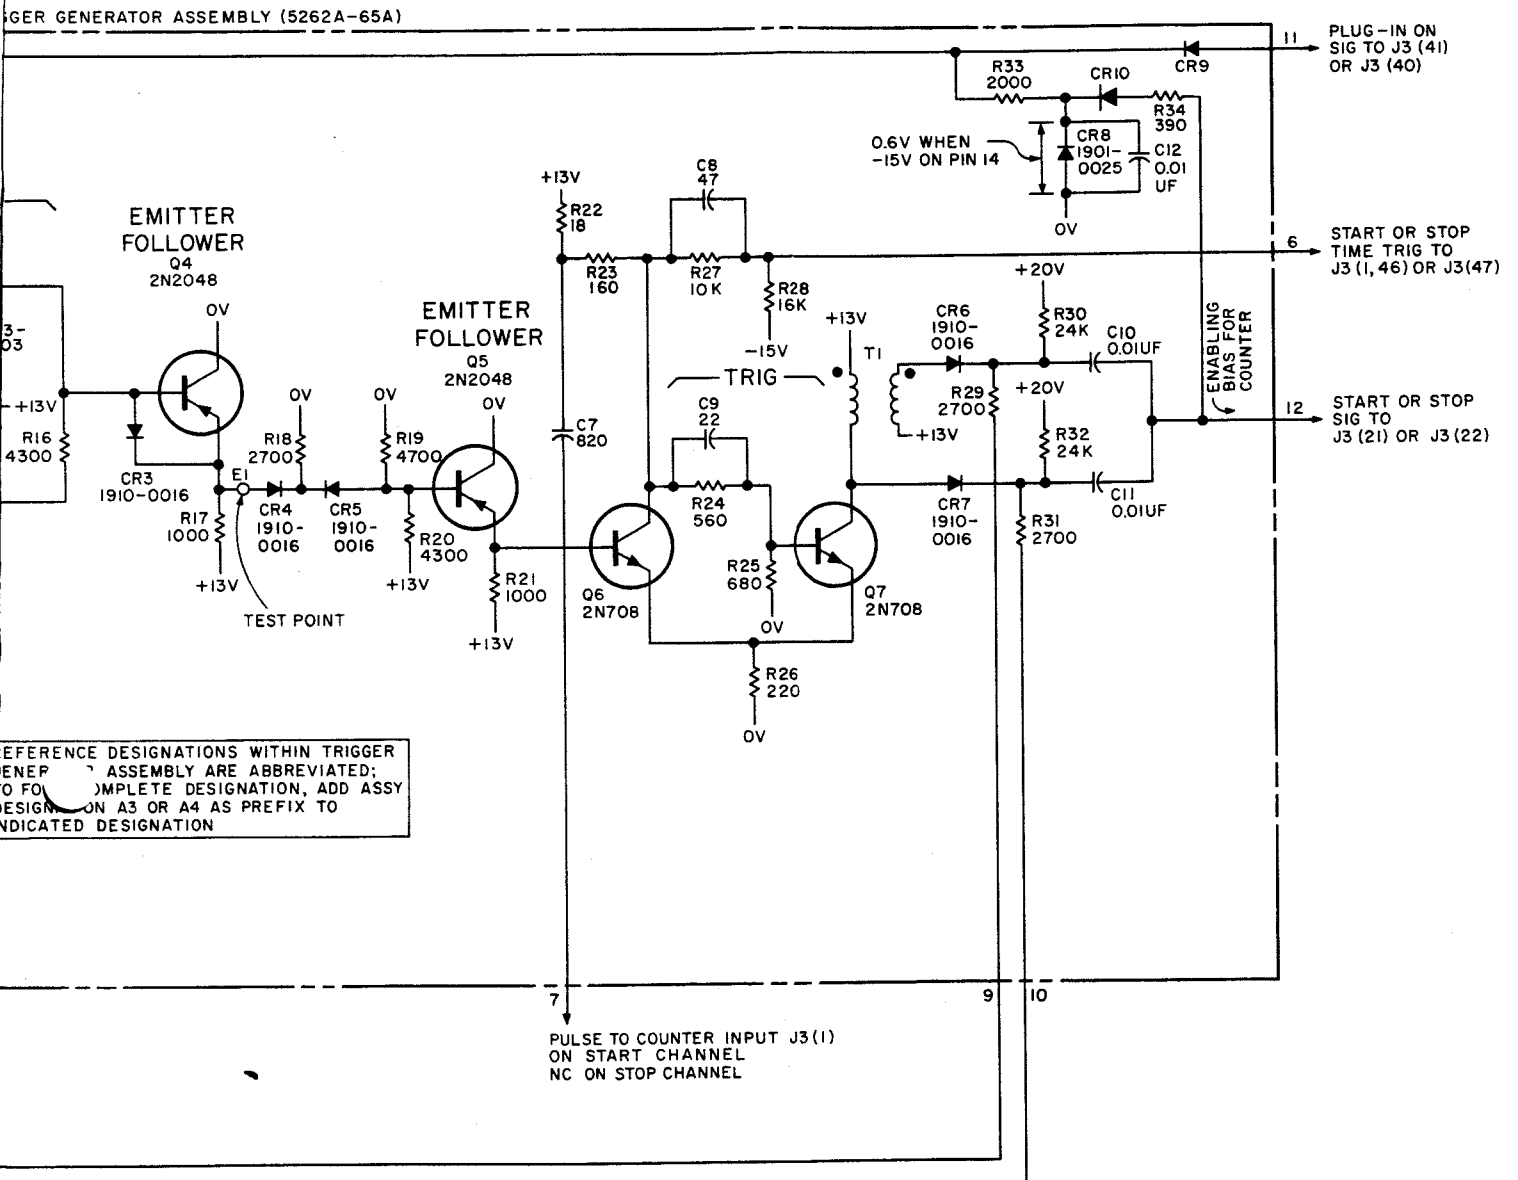 GER GENERATOR ASSEMBLY (5262A-65A)
11
PLUG-IN ON
SIG TO J3 (41)
OR J3 (40)
CR9
R33
2000
CR10
R34
390
0.6V WHEN
-15V ON PIN 14
CR8
1901-
0025
C12
0.01
UF
0V
C8
47
+13V
R22
18
R23
160
R27
10K
R28
16K
-15V
6
START OR STOP
TIME TRIG TO
J3 (1,46) OR J3(47)
EMITTER
FOLLOWER
Q4
2N2048
0V
3-
03
+13V
R16
4300
CR3
1910-0016
E1
R17
1000
+13V
TEST POINT
0V
R18
2700
CR4
1910-
0016
CR5
1910-
0016
0V
R19
4700
R20
4300
+13V
EMITTER
FOLLOWER
Q5
2N2048
0V
R21
1000
+13V
C7
820
TRIG
C9
22
R24
560
R25
680
0V
Q6
2N708
Q7
2N708
R26
220
0V
+13V
T1
+13V
CR6
1910-
0016
R29
2700
+20V
R30
24K
C10
0.01UF
+20V
R32
24K
CR7
1910-
0016
R31
2700
C11
0.01UF
ENABLING
BIAS FOR
COUNTER
12
START OR STOP
SIG TO
J3 (21) OR J3 (22)
EFERENCE DESIGNATIONS WITHIN TRIGGER
ENER ASSEMBLY ARE ABBREVIATED;
O FO OMPLETE DESIGNATION, ADD ASSY
DESIGN ON A3 OR A4 AS PREFIX TO
NDICATED DESIGNATION
7
9
10
PULSE TO COUNTER INPUT J3(1)
ON START CHANNEL
NC ON STOP CHANNEL